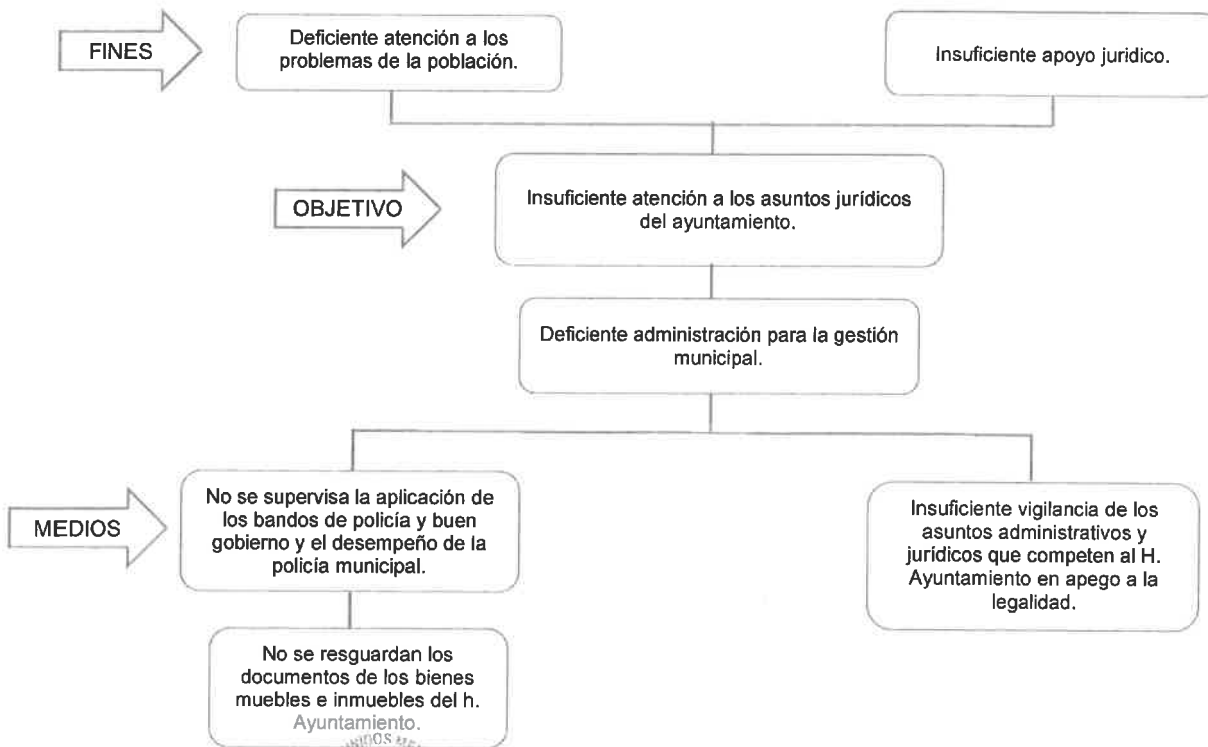 FINES
Deficiente atención a los
problemas de la población.
Insuficiente apoyo juridico.
OBJETIVO
Insuficiente atención a los asuntos jurídicos
del ayuntamiento.
Deficiente administración para la gestión
municipal.
MEDIOS
No se supervisa la aplicación de
los bandos de policía y buen
gobierno y el desempeño de la
policía municipal.
Insuficiente vigilancia de los
asuntos administrativos y
jurídicos que competen al H.
Ayuntamiento en apego a la
legalidad.
No se resguardan los
documentos de los bienes
muebles e inmuebles del h.
Ayuntamiento.